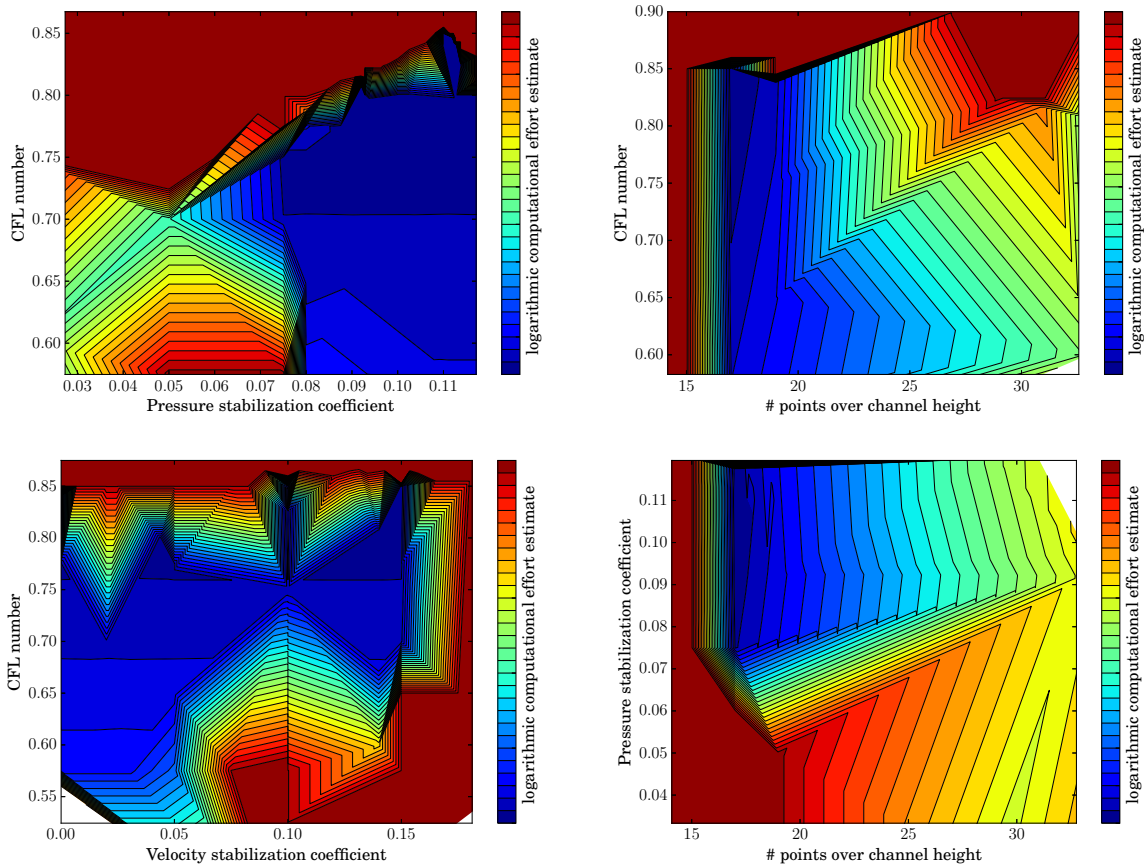 0.85
0.80
0.75
0.70
0.65
0.60
CFL number
0.03 0.04 0.05 0.06 0.07 0.08 0.09 0.10 0.11
Pressure stabilization coefficient
logarithmic computational effort estimate
0.90
0.85
0.80
0.75
0.70
0.65
0.60
CFL number
15 20 25 30
# points over channel height
logarithmic computational effort estimate
0.85
0.80
0.75
0.70
0.65
0.60
0.55
CFL number
0.00 0.05 0.10 0.15
Velocity stabilization coefficient
logarithmic computational effort estimate
0.11
0.10
0.09
0.08
0.07
0.06
0.05
0.04
Pressure stabilization coefficient
15 20 25 30
# points over channel height
logarithmic computational effort estimate